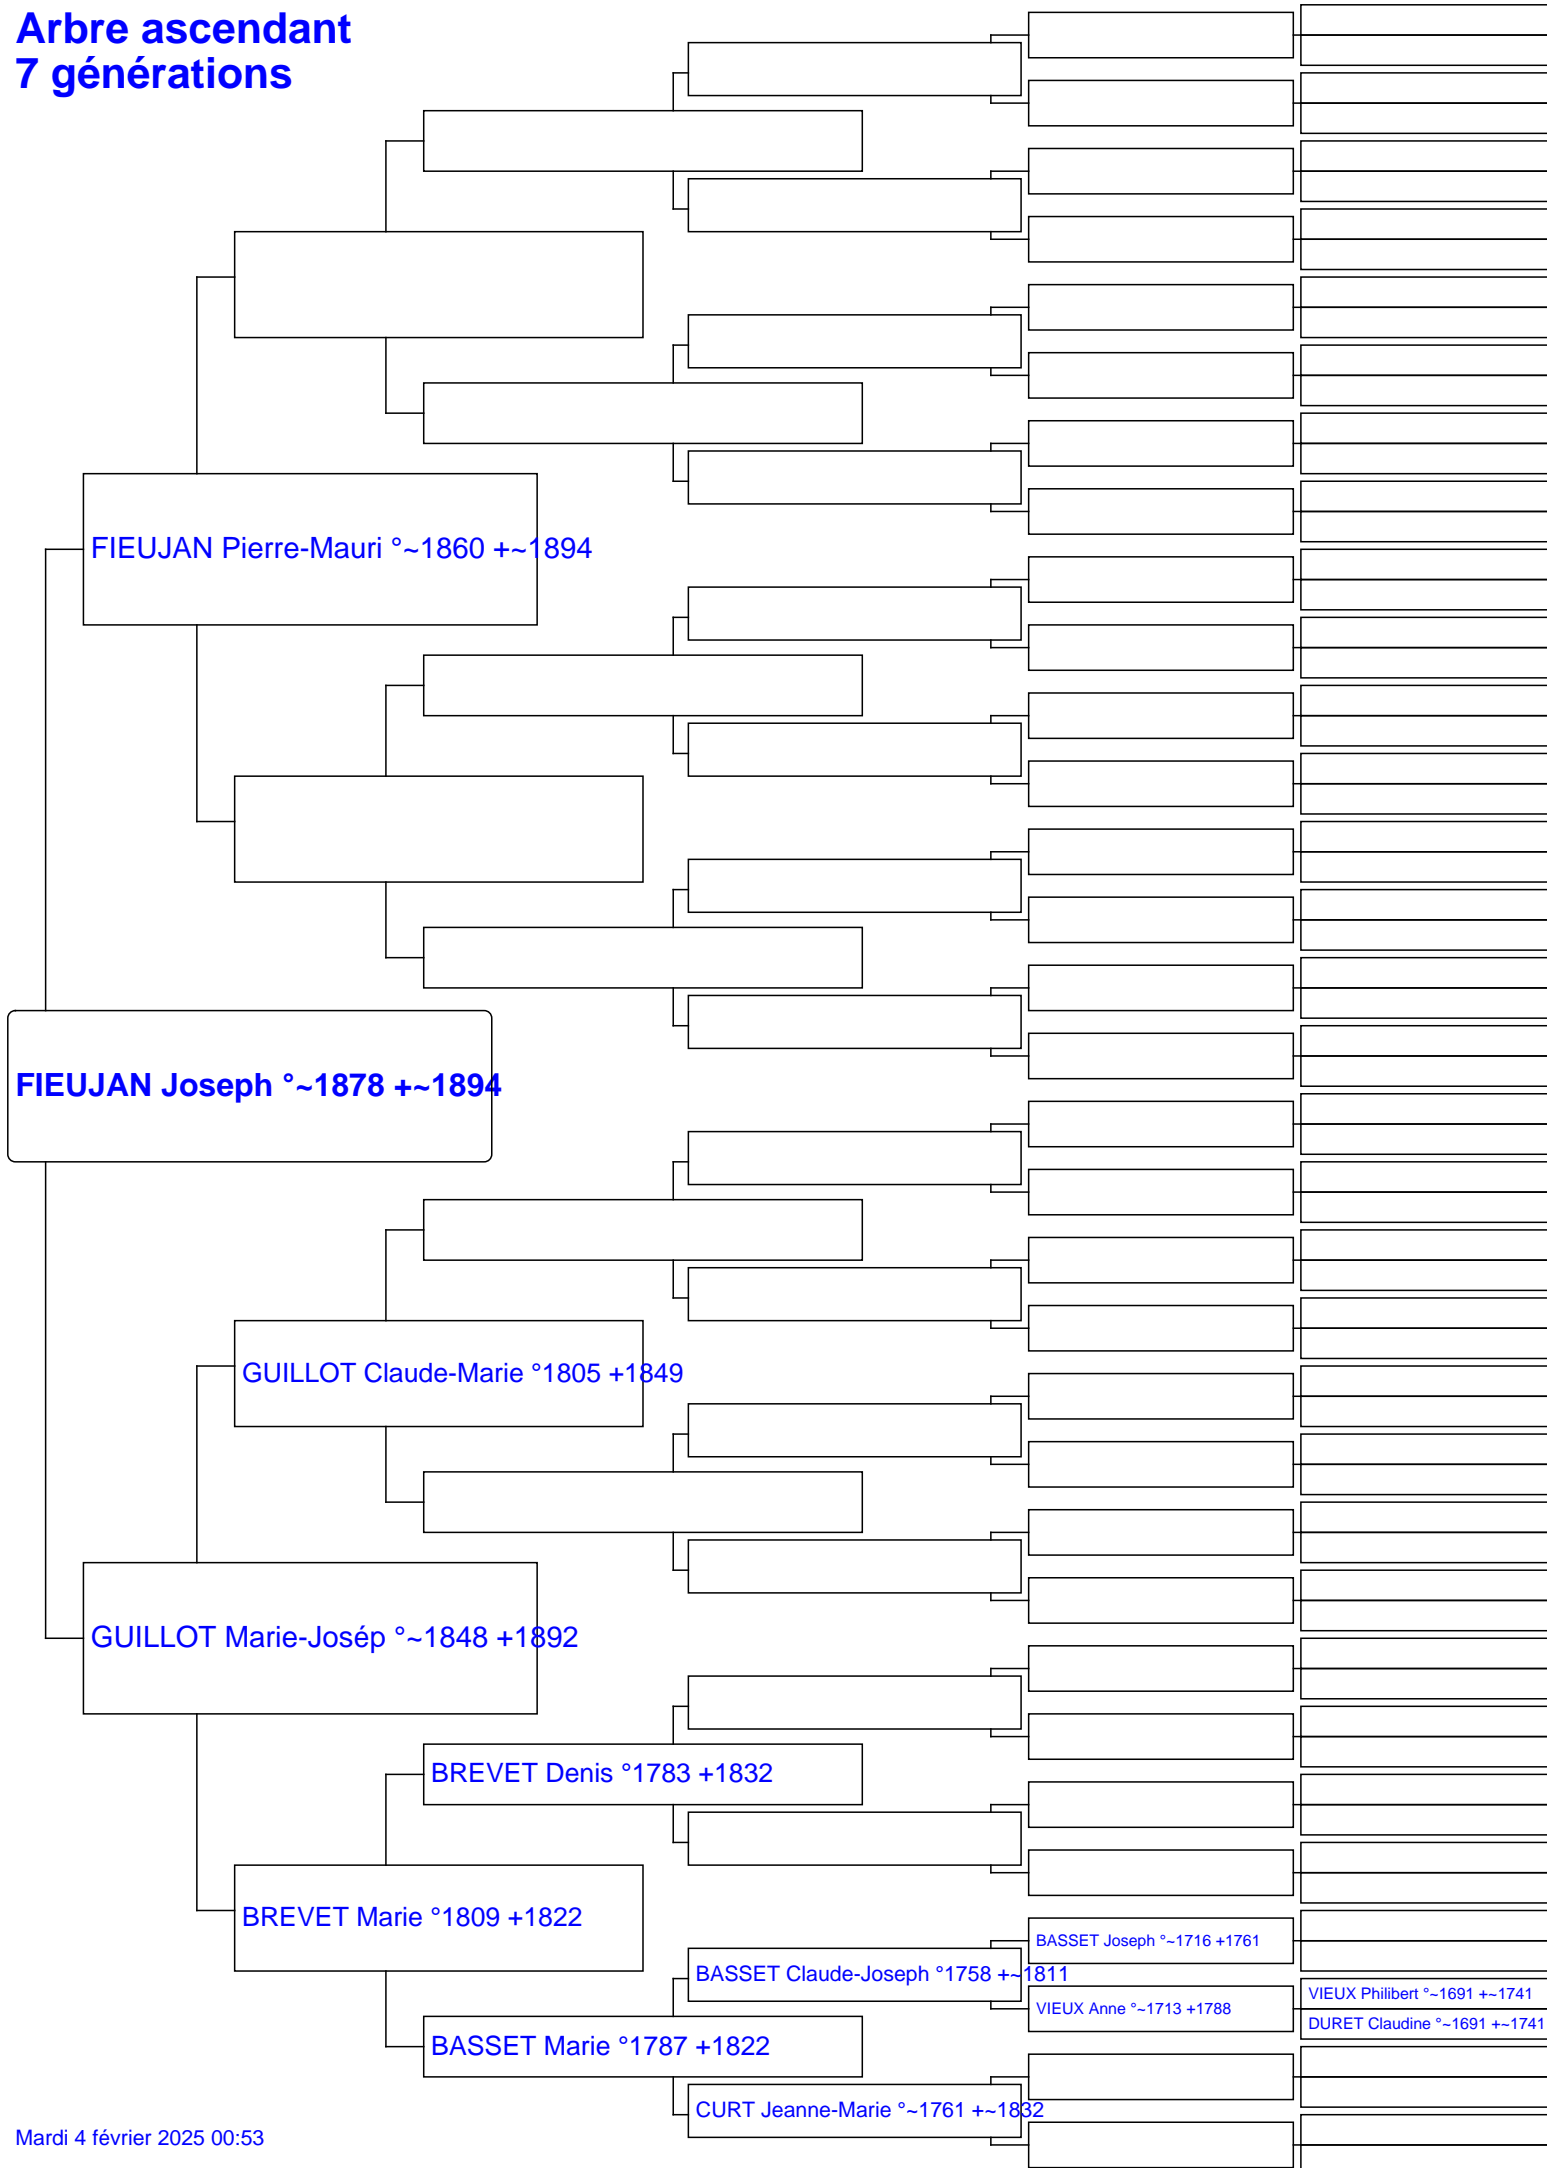 Arbre ascendant
7 générations
FIEUJAN Pierre-Mauri °~1860 +~1894
FIEUJAN Joseph °~1878 +~1894
GUILLOT Claude-Marie °1805 +1849
GUILLOT Marie-Josép °~1848 +1892
BREVET Denis °1783 +1832
BREVET Marie °1809 +1822
BASSET Joseph °~1716 +1761
BASSET Claude-Joseph °1758 +~1811
VIEUX Philibert °~1691 +~1741
VIEUX Anne °~1713 +1788
DURET Claudine °~1691 +~1741
BASSET Marie °1787 +1822
CURT Jeanne-Marie °~1761 +~1832
Mardi 4 février 2025 00:53